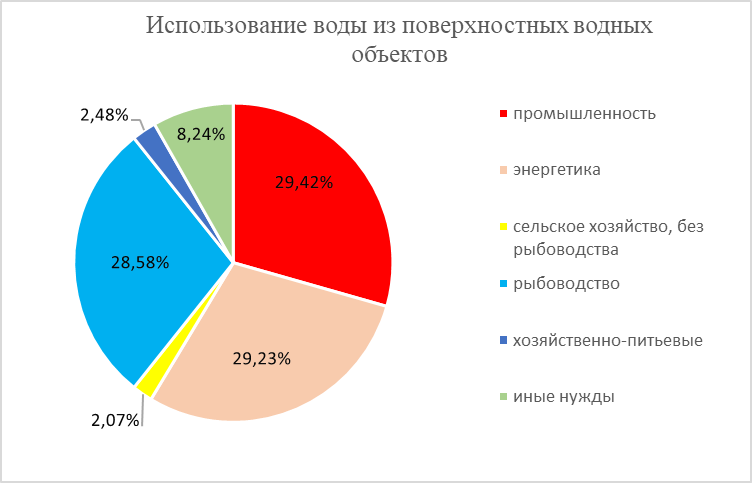 Использование воды из поверхностных водных
объектов
2,48%
8,24%
29,42%
28,58%
29,23%
2,07%
промышленность
энергетика
сельское хозяйство, без
рыбоводства
рыбоводство
хозяйственно-питьевые
иные нужды